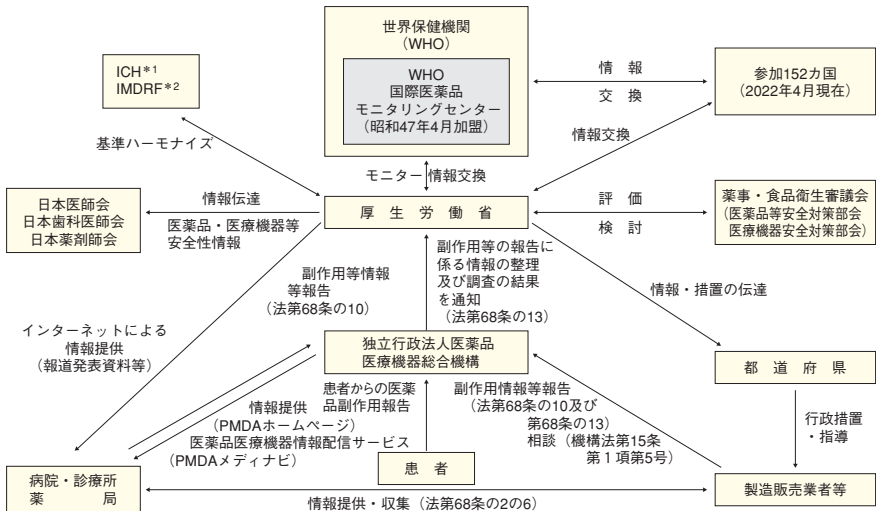 世界保健機関
（WHO）
WHO
国際医薬品
モニタリングセンター
（昭和47年4月加盟）
ICH＊1
IMDRF＊2
情　報
交　換
参加152カ国
（2022年4月現在）
基準ハーモナイズ
情報交換
モニター 情報交換
日本医師会
日本歯科医師会
日本薬剤師会
情報伝達
医薬品・医療機器等
安全性情報
厚　生　労　働　省
評　価
検　討
薬事・食品衛生審議会
（医薬品等安全対策部会
医療機器安全対策部会）
副作用等情報
等報告
（法第68条の10）
副作用等の報告に
係る情報の整理
及び調査の結果
を通知
（法第68条の13）
情報・措置の伝達
インターネットによる
情報提供
（報道発表資料等）
独立行政法人医薬品
医療機器総合機構
都　道　府　県
情報提供
（PMDAホームページ）
医薬品医療機器情報配信サービス
（PMDAメディナビ）
患者からの医薬
品副作用報告
副作用情報等報告
（法第68条の10及び
第68条の13）
相談（機構法第15条
第１項第5号）
行政措置
・指導
患　者
病院・診療所
薬　　　局
製造販売業者等
情報提供・収集（法第68条の2の6）